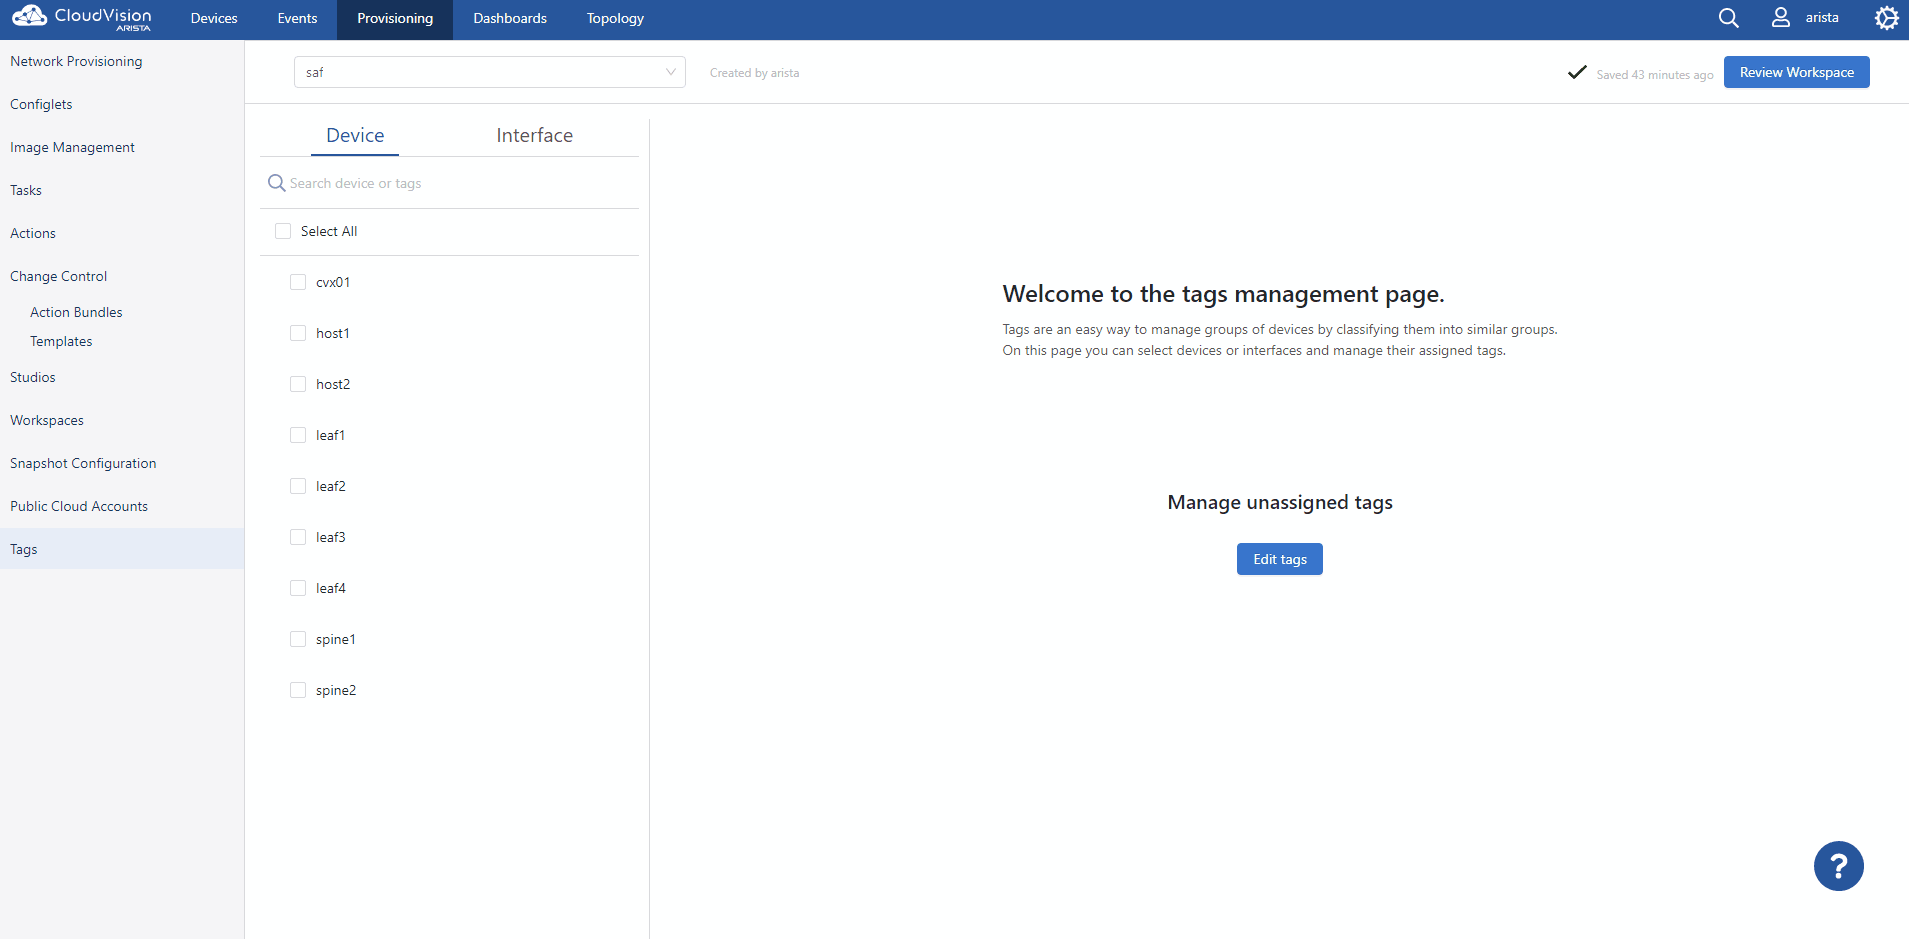 CloudVision
ARISTA
Devices
Events
Provisioning
Dashboards
Topology
arista
Network Provisioning
Configlets
Image Management
Tasks
Actions
Change Control
Action Bundles
Templates
Studios
Workspaces
Snapshot Configuration
Public Cloud Accounts
Tags
saf
Created by arista
Saved 43 minutes ago
Review Workspace
Device
Interface
Search device or tags
Select All
cvx01
host1
host2
leaf1
leaf2
leaf3
leaf4
spine1
spine2
Welcome to the tags management page.
Tags are an easy way to manage groups of devices by classifying them into similar groups.
On this page you can select devices or interfaces and manage their assigned tags.
Manage unassigned tags
Edit tags
?